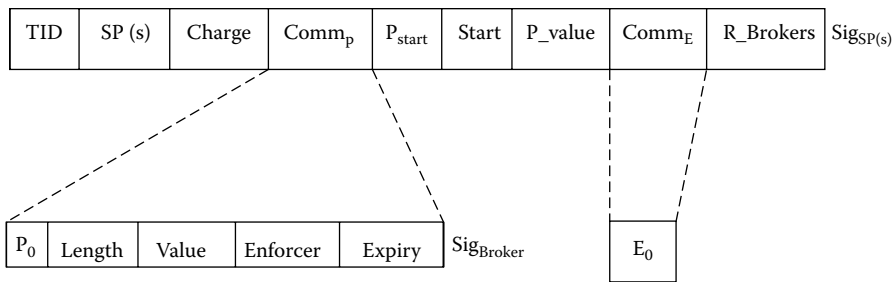 TID SP (s) Charge Comm_p P_start Start P_value Comm_E R_Brokers Sig_SP(s)
P_0 Length Value Enforcer Expiry Sig_Broker E_0